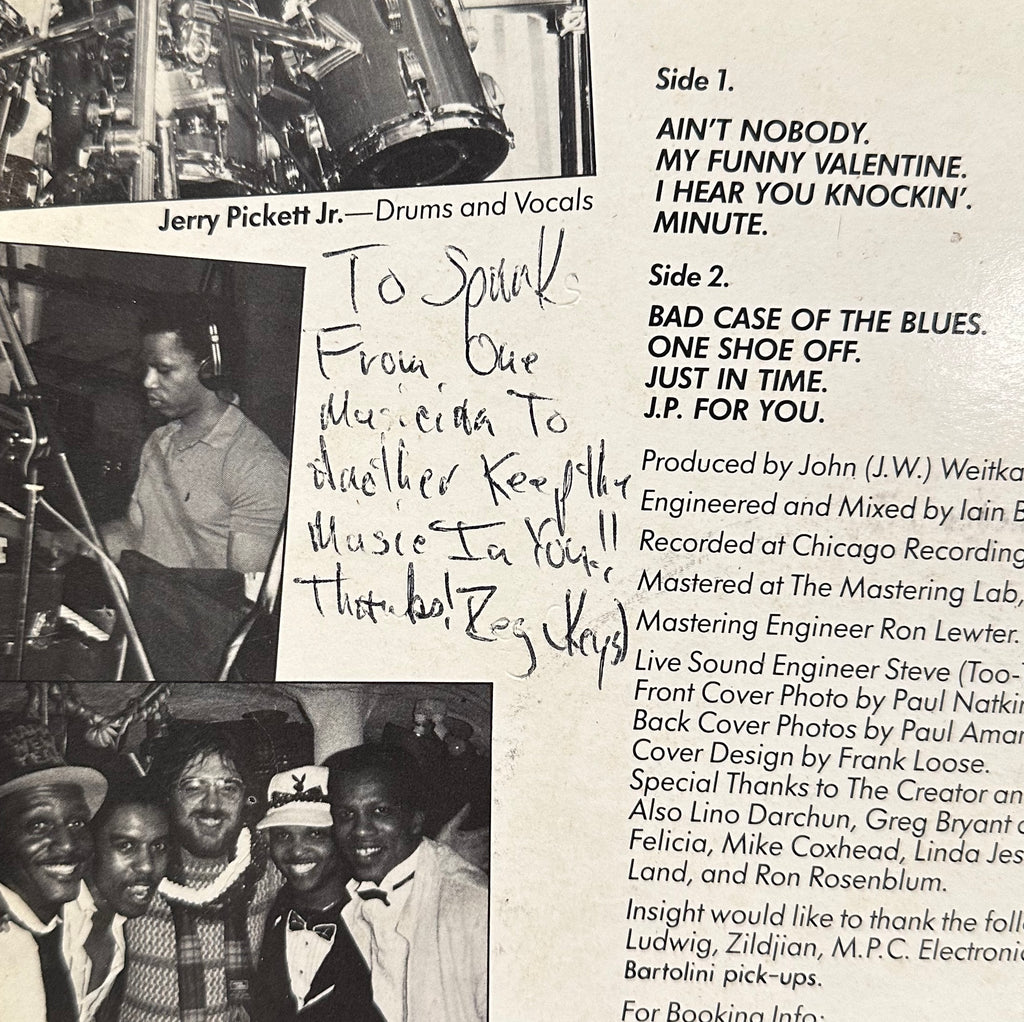 Jerry Pickett Jr.—Drums and Vocals
To Spunk
From One
Musician To
Another Keep the
Music In You!!
Thanks! Reg (Keys)
Side 1.
AIN'T NOBODY.
MY FUNNY VALENTINE.
I HEAR YOU KNOCKIN'.
MINUTE.
Side 2.
BAD CASE OF THE BLUES.
ONE SHOE OFF.
JUST IN TIME.
J.P. FOR YOU.
Produced by John (J.W.) Weitka
Engineered and Mixed by Iain B
Recorded at Chicago Recording
Mastered at The Mastering Lab,
Mastering Engineer Ron Lewter.
Live Sound Engineer Steve (Too-
Front Cover Photo by Paul Natkin
Back Cover Photos by Paul Amar
Cover Design by Frank Loose.
Special Thanks to The Creator an
Also Lino Darchun, Greg Bryant
Felicia, Mike Coxhead, Linda Jes
Land, and Ron Rosenblum.
Insight would like to thank the foll
Ludwig, Zildjian, M.P.C. Electroni
Bartolini pick-ups.
For Booking Info: